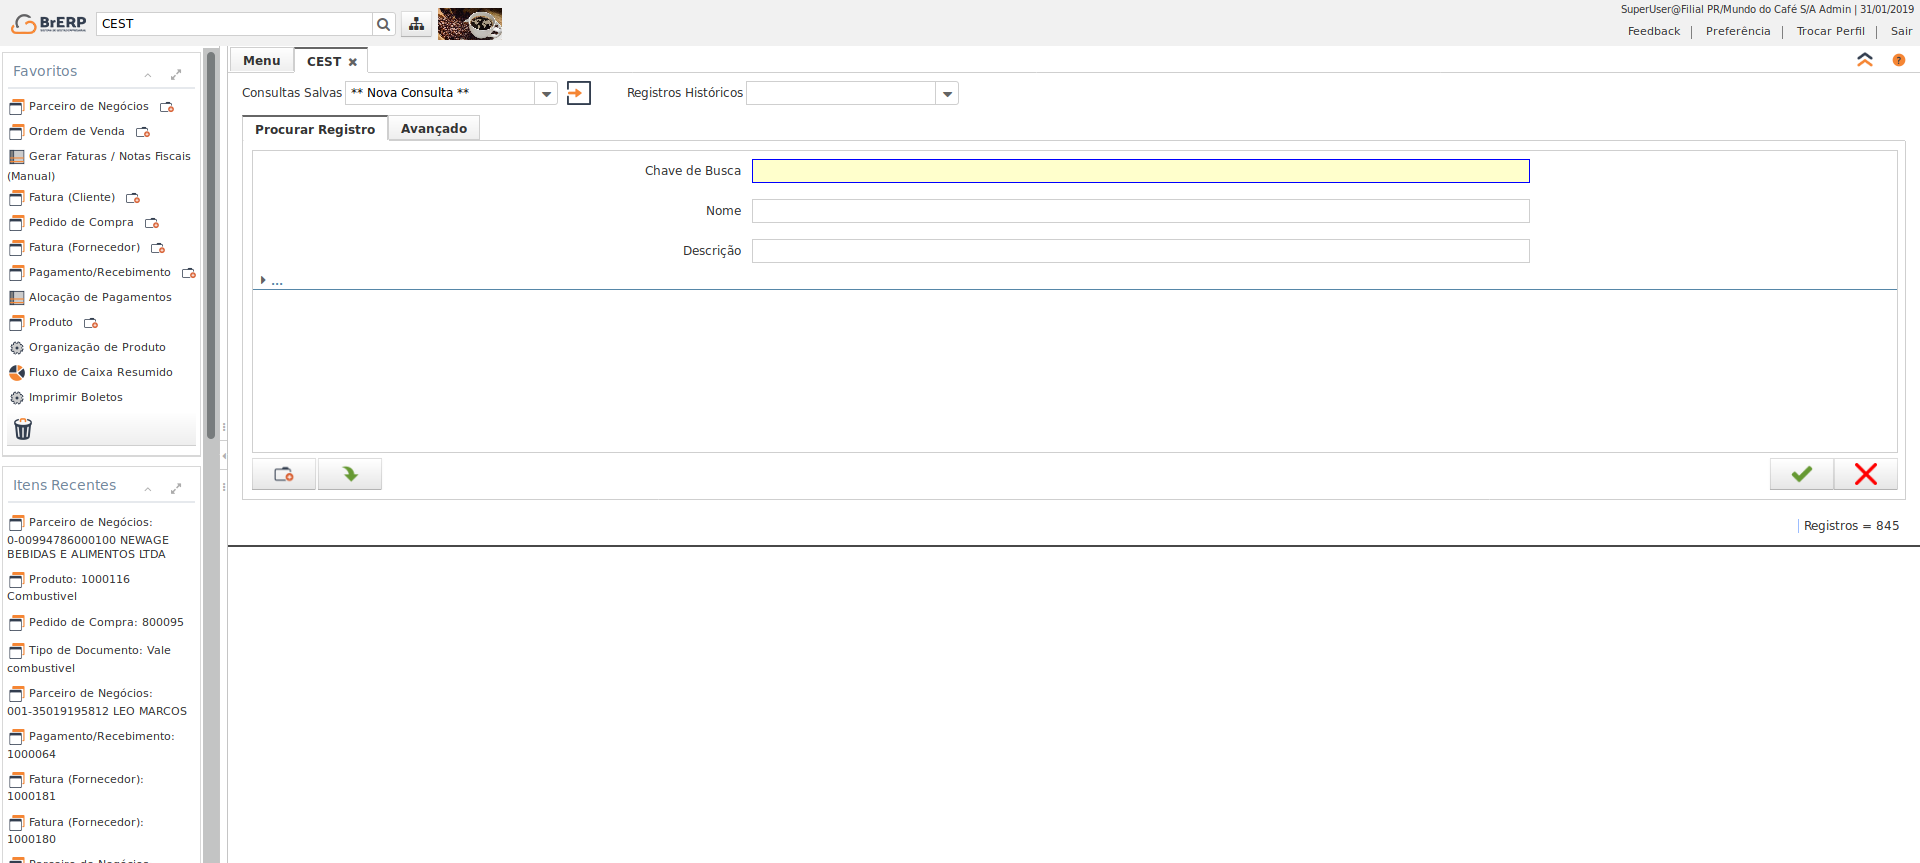 BrERP
CEST
SuperUser@Filial PR/Mundo do Café S/A Admin | 31/01/2019
Feedback | Preferência | Trocar Perfil | Sair
Favoritos
Parceiro de Negócios
Ordem de Venda
Gerar Faturas / Notas Fiscais
(Manual)
Fatura (Cliente)
Pedido de Compra
Fatura (Fornecedor)
Pagamento/Recebimento
Alocação de Pagamentos
Produto
Organização de Produto
Fluxo de Caixa Resumido
Imprimir Boletos
Itens Recentes
Parceiro de Negócios:
0-00994786000100 NEWAGE
BEBIDAS E ALIMENTOS LTDA
Produto: 1000116
Combustivel
Pedido de Compra: 800095
Tipo de Documento: Vale
combustivel
Parceiro de Negócios:
001-35019195812 LEO MARCOS
Pagamento/Recebimento:
1000064
Fatura (Fornecedor):
1000181
Fatura (Fornecedor):
1000180
Menu
CEST
Consultas Salvas ** Nova Consulta **
Registros Históricos
Procurar Registro
Avançado
Chave de Busca
Nome
Descrição
...
Registros = 845